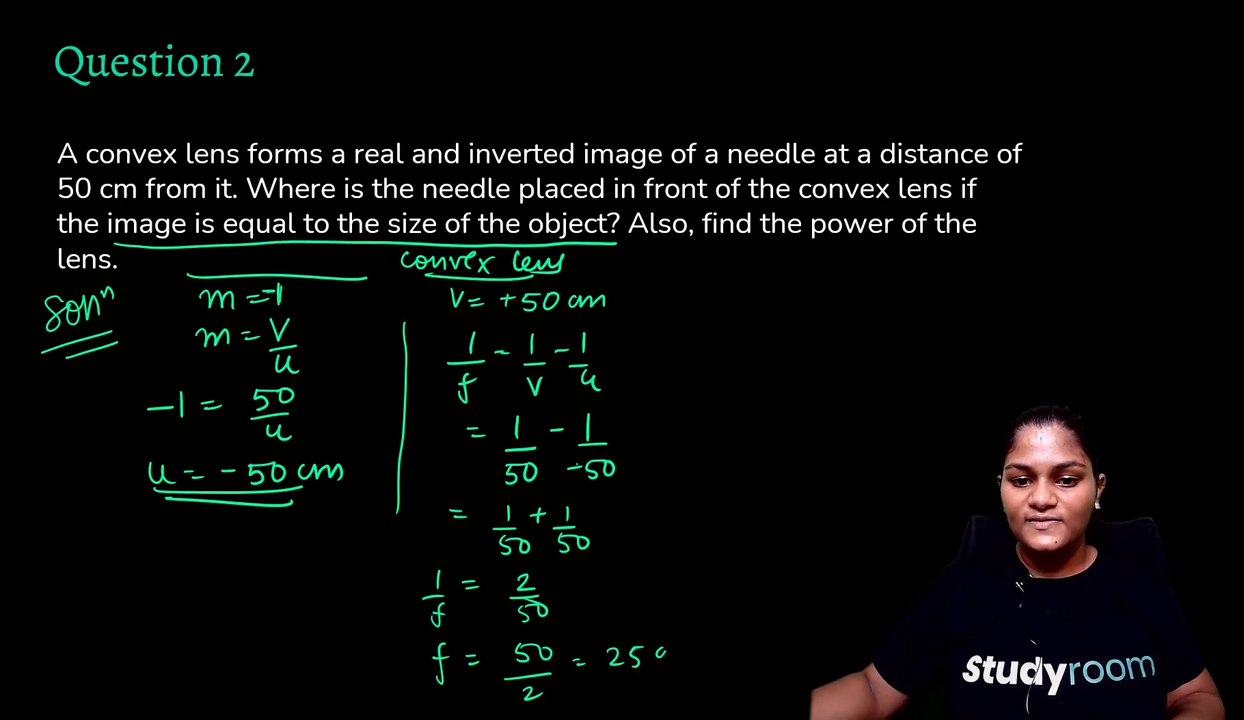 Question 2
A convex lens forms a real and inverted image of a needle at a distance of
50 cm from it. Where is the needle placed in front of the convex lens if
the image is equal to the size of the object? Also, find the power of the
lens.
convex lens
Soln
m = -1
m = V/u
-1 = 50/u
u = - 50 cm
V = +50 cm
1/f = 1/v - 1/u
= 1/50 - 1/-50
= 1/50 + 1/50
1/f = 2/50
f = 50/2 = 25 c
Studyroom